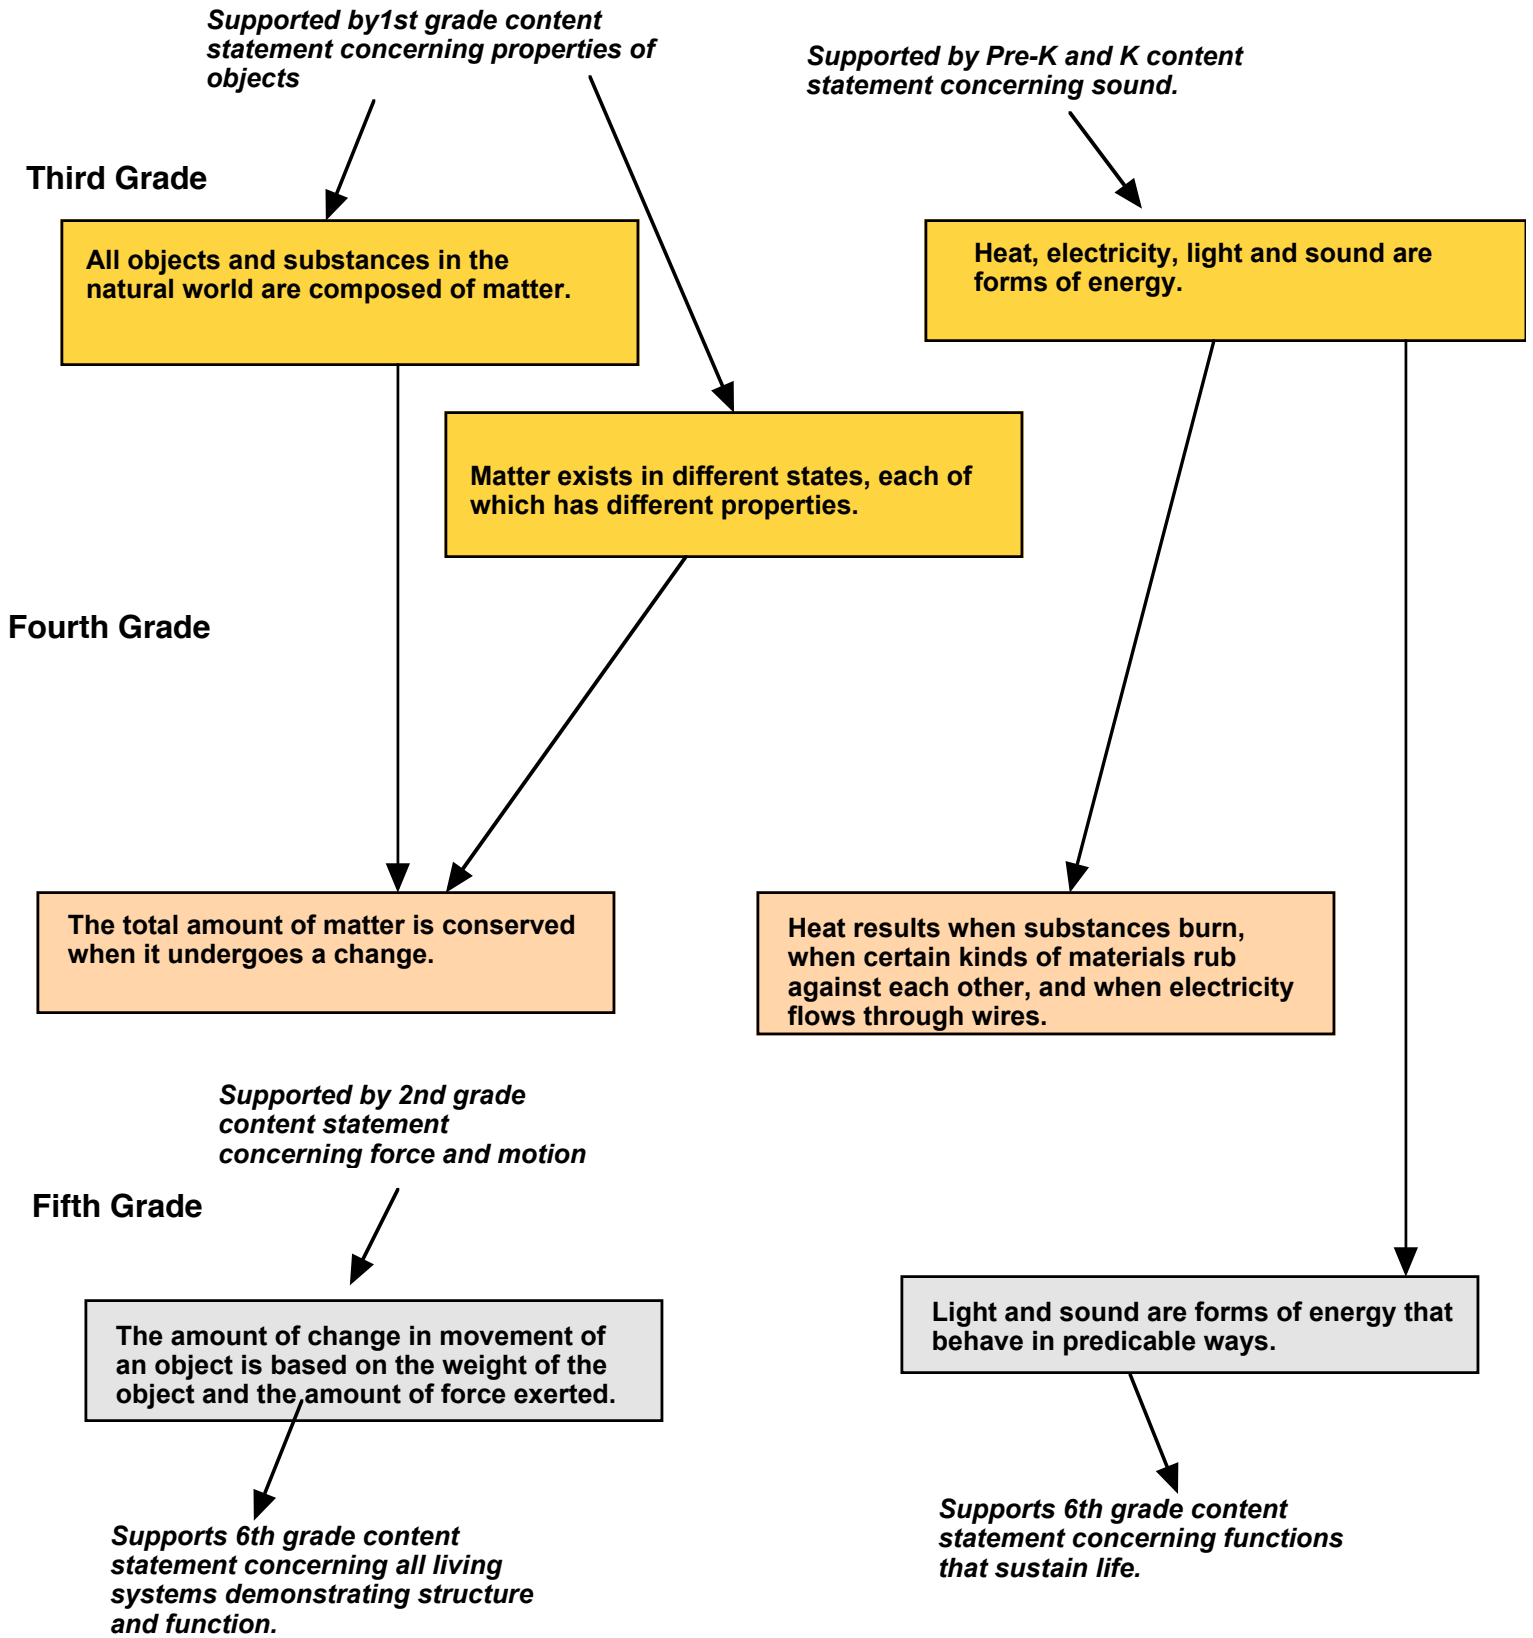 Supported by1st grade content
statement concerning properties of
objects
Supported by Pre-K and K content
statement concerning sound.
Third Grade
All objects and substances in the
natural world are composed of matter.
Heat, electricity, light and sound are
forms of energy.
Matter exists in different states, each of
which has different properties.
Fourth Grade
The total amount of matter is conserved
when it undergoes a change.
Heat results when substances burn,
when certain kinds of materials rub
against each other, and when electricity
flows through wires.
Supported by 2nd grade
content statement
concerning force and motion
Fifth Grade
The amount of change in movement of
an object is based on the weight of the
object and the amount of force exerted.
Light and sound are forms of energy that
behave in predicable ways.
Supports 6th grade content
statement concerning all living
systems demonstrating structure
and function.
Supports 6th grade content
statement concerning functions
that sustain life.